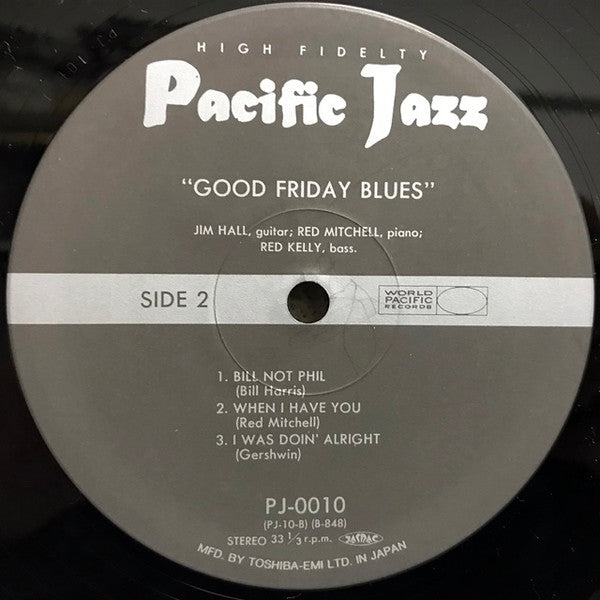 HIGH FIDELTY
Pacific Jazz
"GOOD FRIDAY BLUES"
JIM HALL, guitar; RED MITCHELL, piano;
RED KELLY, bass.
SIDE 2
WORLD
PACIFIC
RECORDS
1. BILL NOT PHIL
(Bill Harris)
2. WHEN I HAVE YOU
(Red Mitchell)
3. I WAS DOIN' ALRIGHT
(Gershwin)
PJ-0010
(PJ-10-B) (B-848)
STEREO 33 1/3 r.p.m.
MFD. BY TOSHIBA-EMI LTD. IN JAPAN